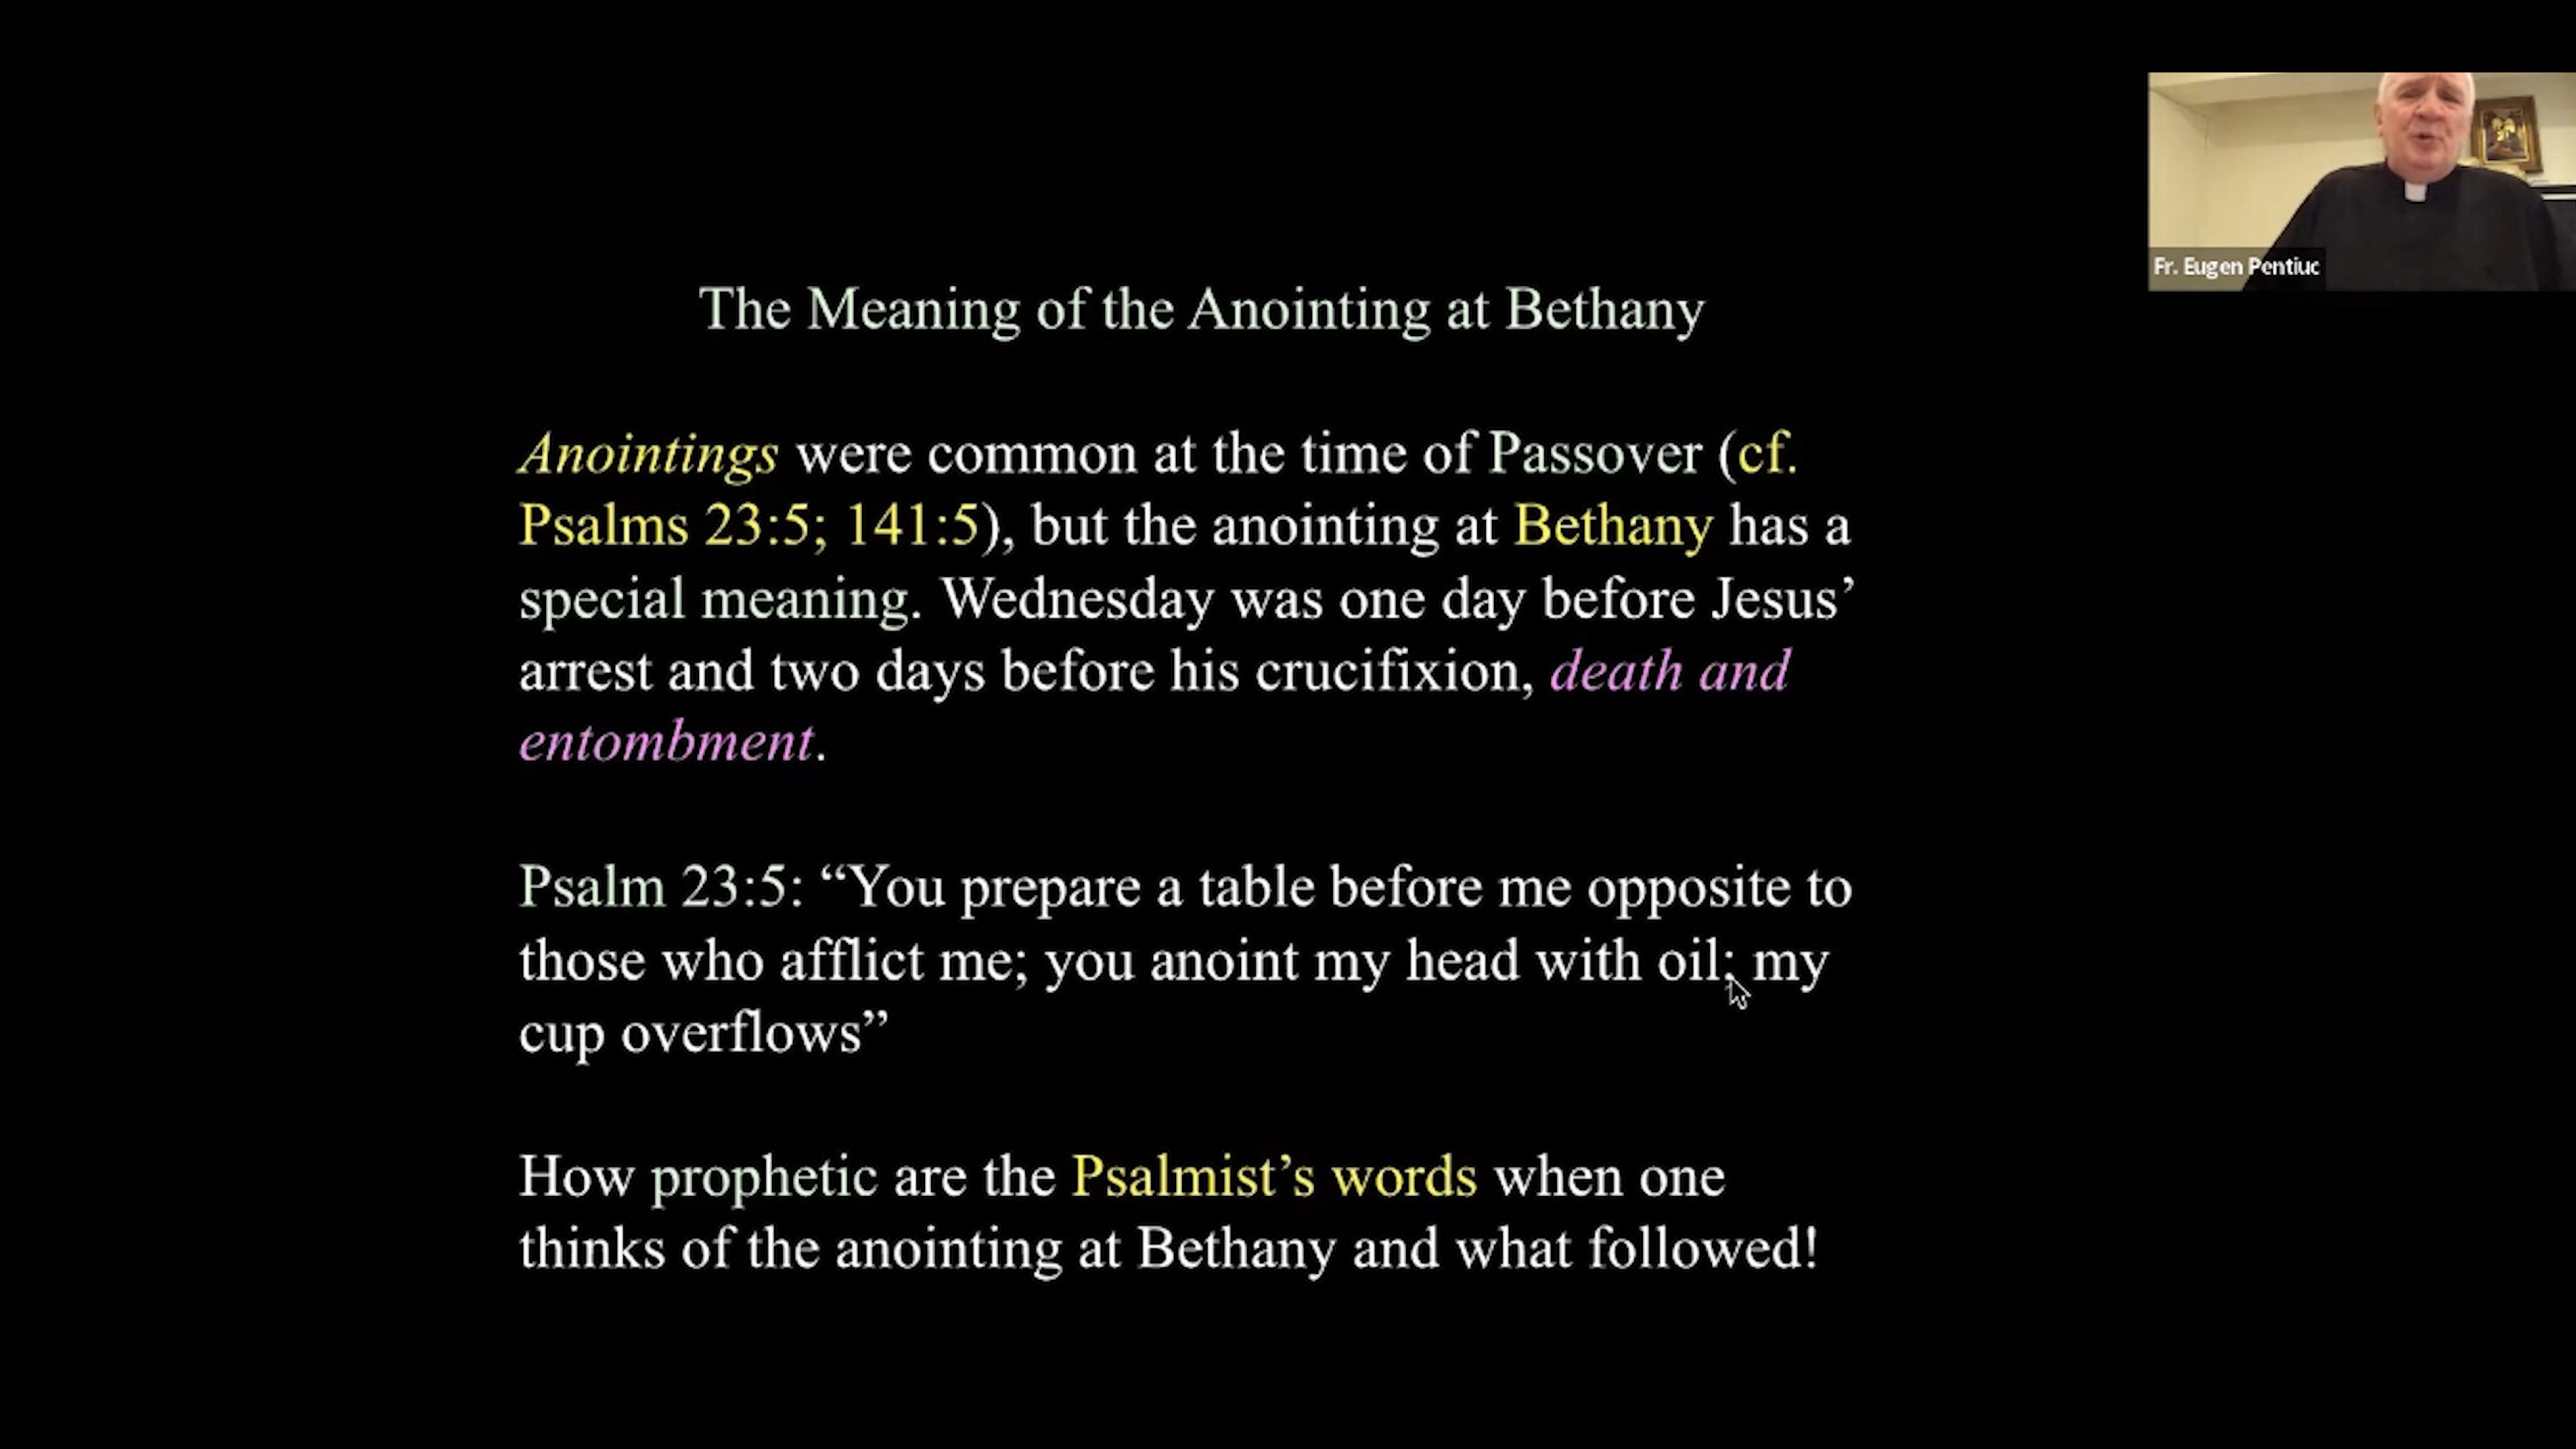 Fr. Eugen Pentiuc
The Meaning of the Anointing at Bethany
Anointings were common at the time of Passover (cf.
Psalms 23:5; 141:5), but the anointing at Bethany has a
special meaning. Wednesday was one day before Jesus’
arrest and two days before his crucifixion, death and
entombment.
Psalm 23:5: “You prepare a table before me opposite to
those who afflict me; you anoint my head with oil; my
cup overflows”
How prophetic are the Psalmist’s words when one
thinks of the anointing at Bethany and what followed!